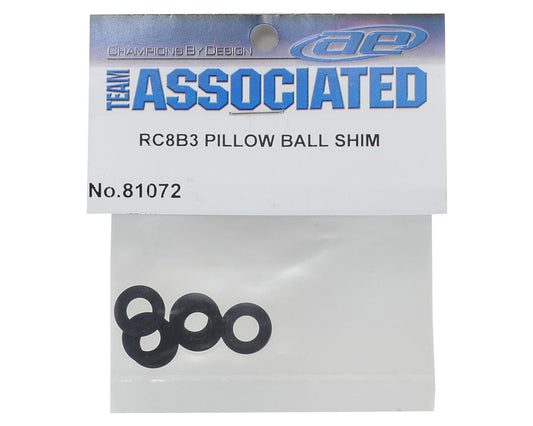 CHAMPIONS BY DESIGN
ae
TEAM
ASSOCIATED
RC8B3 PILLOW BALL SHIM
No.81072